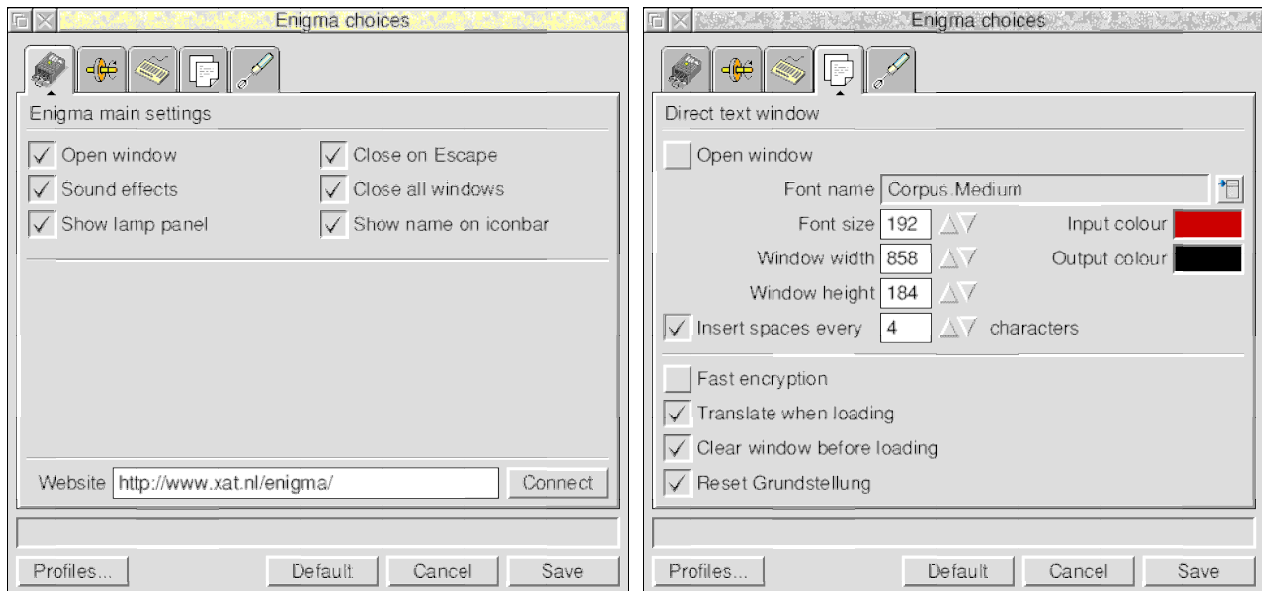 Enigma choices
Enigma main settings
Open window
Close on Escape
Sound effects
Close all windows
Show lamp panel
Show name on iconbar
Website http://www.xat.nl/enigma/ Connect
Profiles... Default Cancel Save
Enigma choices
Direct text window
Open window
Font name Corpus.Medium
Font size 192 Input colour
Window width 858 Output colour
Window height 184
Insert spaces every 4 characters
Fast encryption
Translate when loading
Clear window before loading
Reset Grundstellung
Profiles... Default Cancel Save